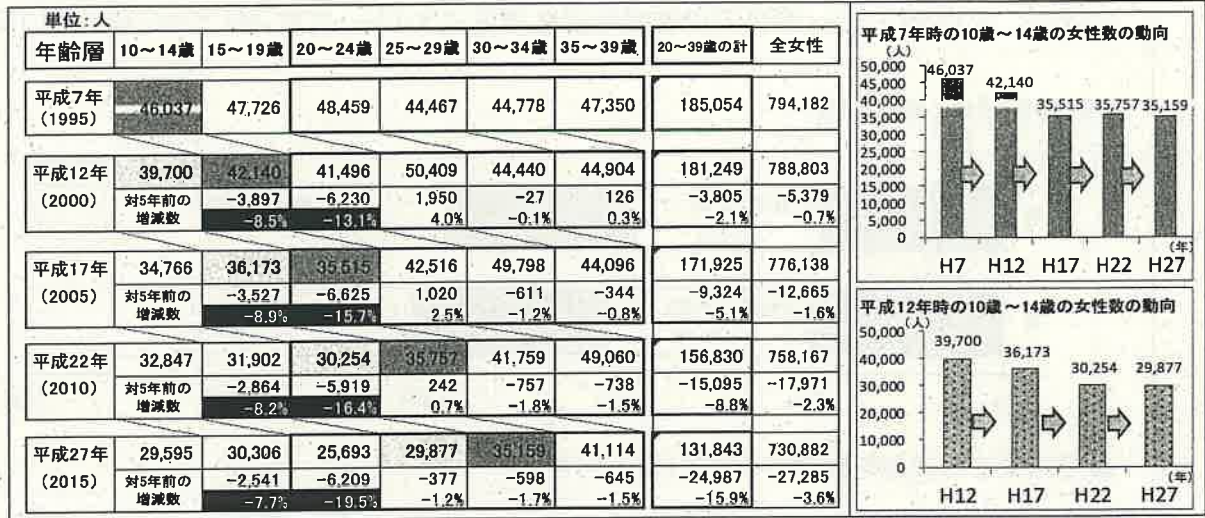 単位：人
年齢層 10～14歳 15～19歳 20～24歳 25～29歳 30～34歳 35～39歳 20～39歳の計 全女性
平成7年 46,037 47,726 48,459 44,467 44,778 47,350 185,054 794,182
(1995)
平成12年 39,700 42,140 41,496 50,409 44,440 44,904 181,249 788,803
(2000) 対5年前の増減数 -3,897 -6,230 1,950 -27 126 -3,805 -5,379
-8.5% -13.1% 4.0% -0.1% 0.3% -2.1% -0.7%
平成17年 34,766 36,173 35,515 42,516 49,798 44,096 171,925 776,138
(2005) 対5年前の増減数 -3,527 -6,625 1,020 -611 -344 -9,324 -12,665
-8.9% -15.7% 2.5% -1.2% -0.8% -5.1% -1.6%
平成22年 32,847 31,902 30,254 35,757 41,759 49,060 156,830 758,167
(2010) 対5年前の増減数 -2,864 -5,919 242 -757 -738 -15,095 -17,971
-8.2% -16.4% 0.7% -1.8% -1.5% -8.8% -2.3%
平成27年 29,595 30,306 25,693 29,877 35,159 41,114 131,843 730,882
(2015) 対5年前の増減数 -2,541 -6,209 -377 -598 -645 -24,987 -27,285
-7.7% -19.5% -1.2% -1.7% -1.5% -15.9% -3.6%
平成7年時の10歳～14歳の女性数の動向
(人)
50,000
45,000
40,000
35,000
30,000
25,000
20,000
15,000
10,000
5,000
0
46,037 42,140 35,515 35,757 35,159
(年)
H7 H12 H17 H22 H27
平成12年時の10歳～14歳の女性数の動向
(人)
50,000
40,000
30,000
20,000
10,000
0
39,700 36,173 30,254 29,877
(年)
H12 H17 H22 H27